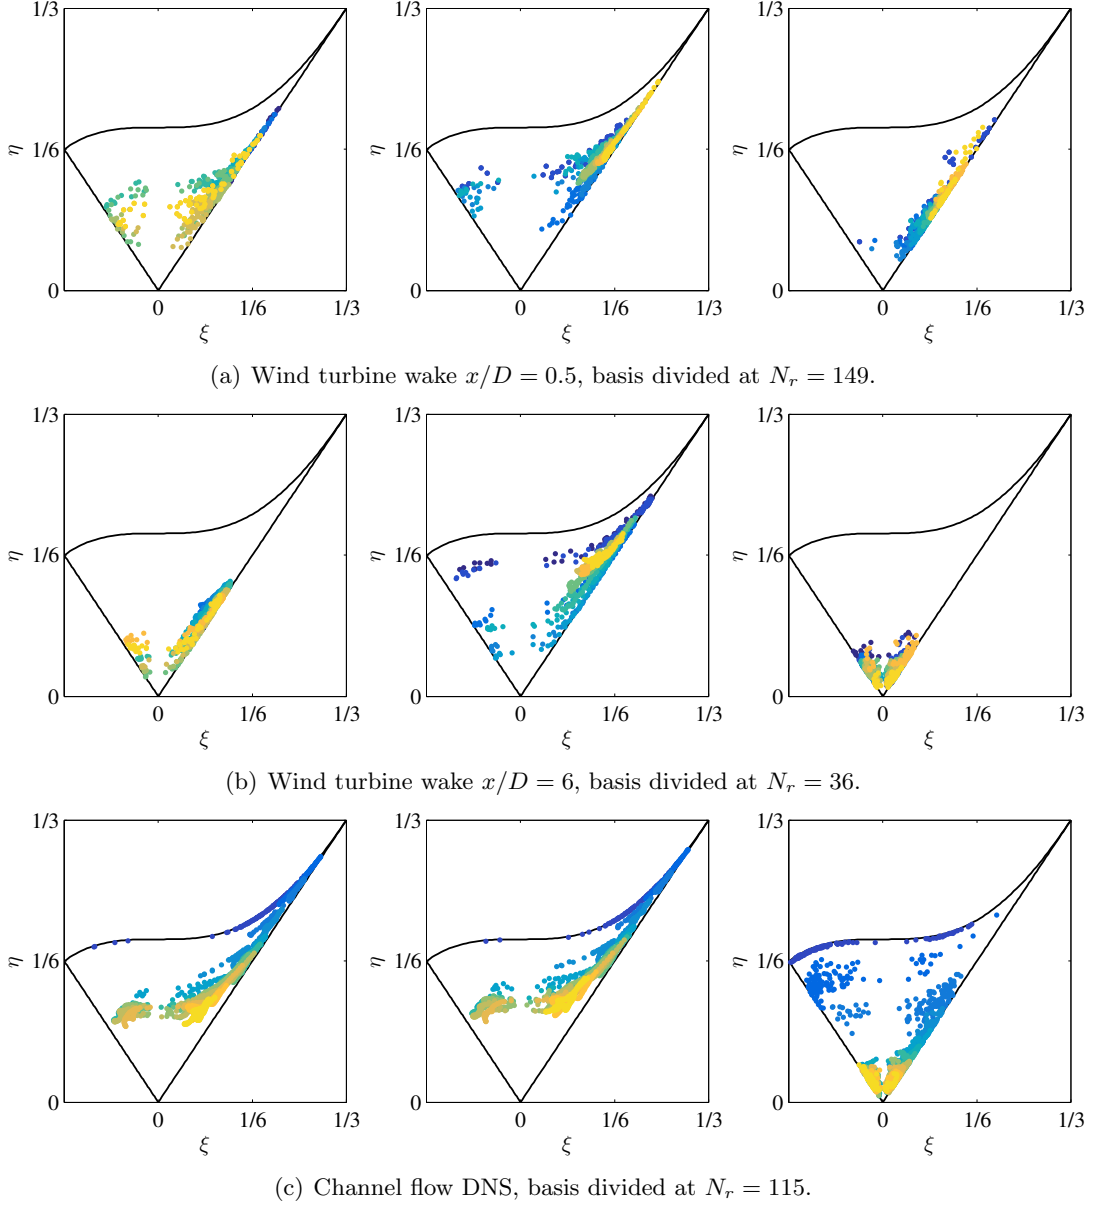 1/3 1/3 1/3
η 1/6 η 1/6 η 1/6
0 0 0
0 1/6 1/3 0 1/6 1/3 0 1/6 1/3
ξ ξ ξ
(a) Wind turbine wake x/D = 0.5, basis divided at N_r = 149.
1/3 1/3 1/3
η 1/6 η 1/6 η 1/6
0 0 0
0 1/6 1/3 0 1/6 1/3 0 1/6 1/3
ξ ξ ξ
(b) Wind turbine wake x/D = 6, basis divided at N_r = 36.
1/3 1/3 1/3
η 1/6 η 1/6 η 1/6
0 0 0
0 1/6 1/3 0 1/6 1/3 0 1/6 1/3
ξ ξ ξ
(c) Channel flow DNS, basis divided at N_r = 115.